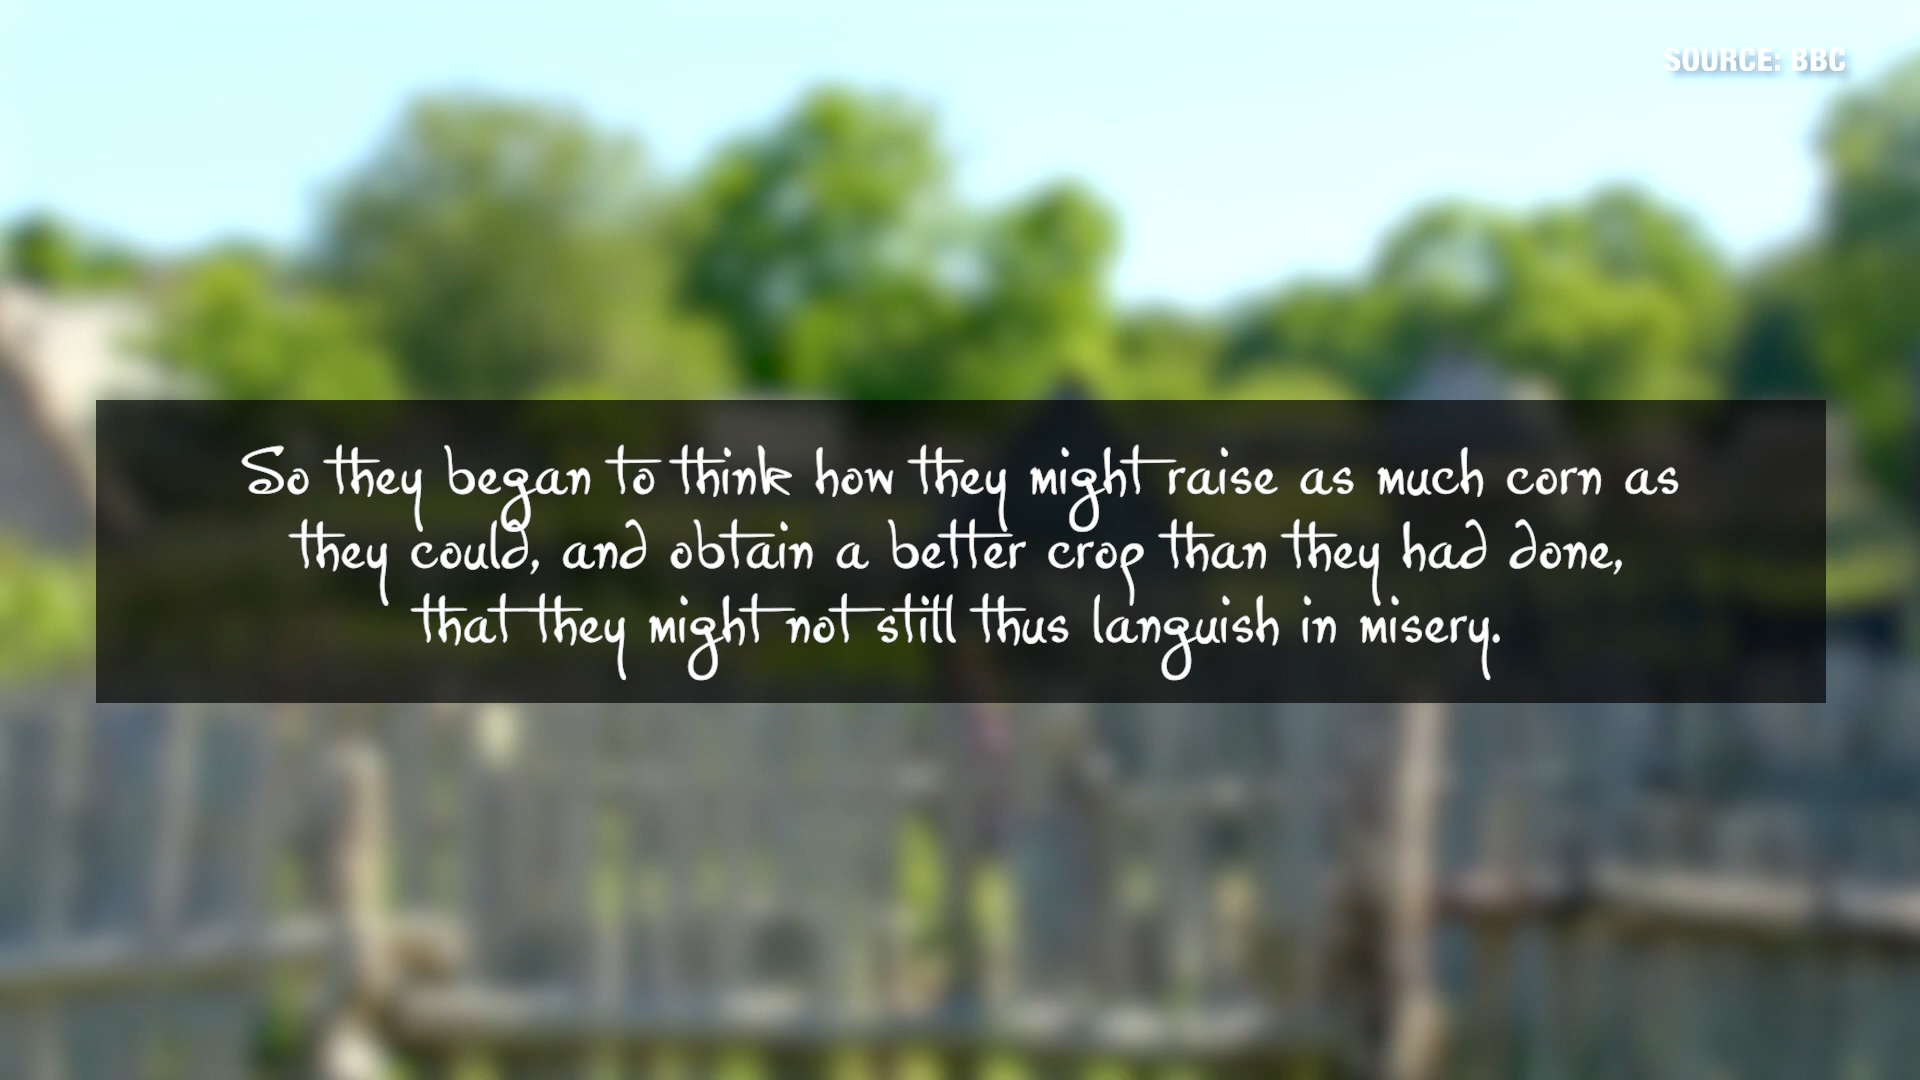 SOURCE: BBC
So they began to think how they might raise as much corn as
they could, and obtain a better crop than they had done,
that they might not still thus languish in misery.